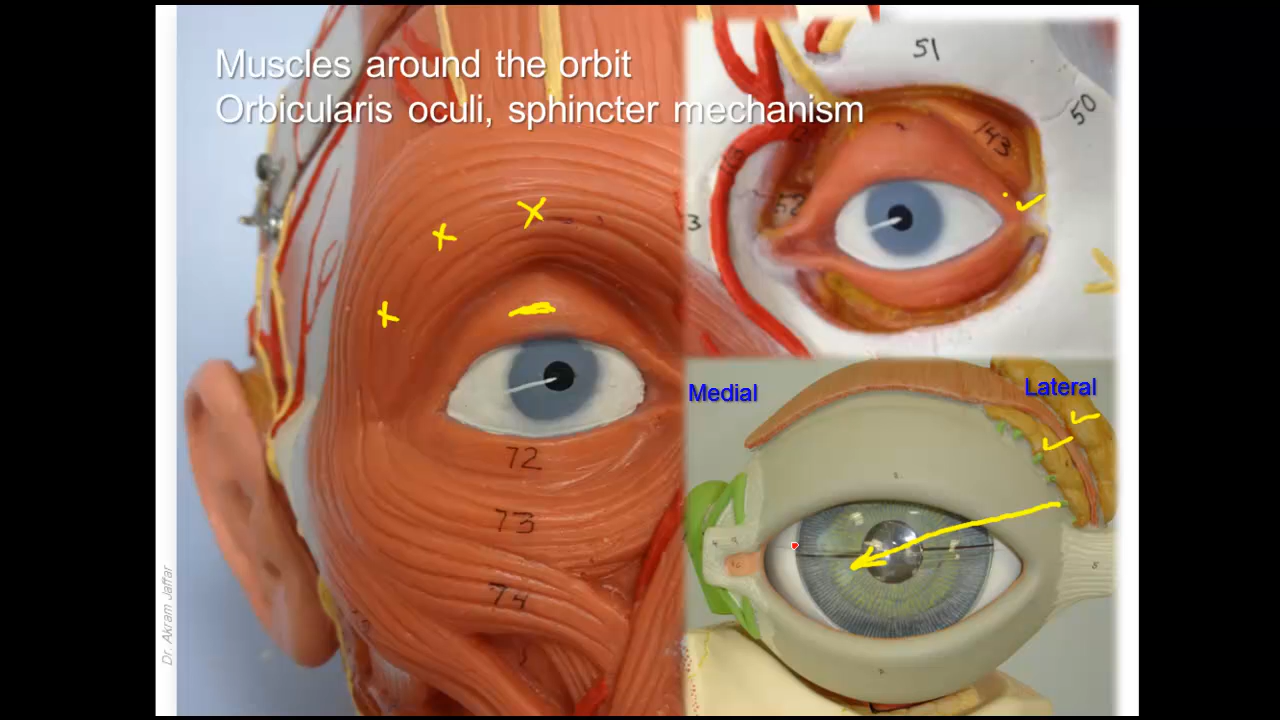 Muscles around the orbit
Orbicularis oculi, sphincter mechanism
51
50
143
52
3
72
73
74
Medial
Lateral
Dr. Akram Jaffar